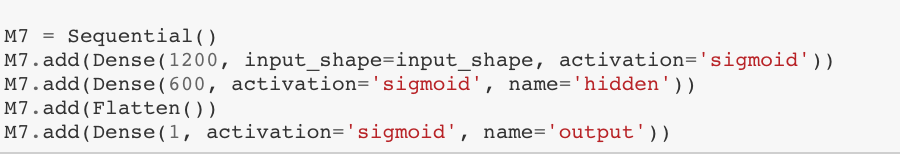 M7 = Sequential()
M7.add(Dense(1200, input_shape=input_shape, activation='sigmoid'))
M7.add(Dense(600, activation='sigmoid', name='hidden'))
M7.add(Flatten())
M7.add(Dense(1, activation='sigmoid', name='output'))